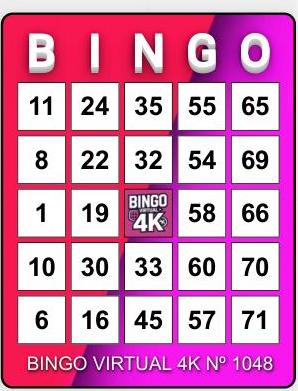 BINGO
11 24 35 55 65
8 22 32 54 69
1 19 BINGO VIRTUAL 4K 58 66
10 30 33 60 70
6 16 45 57 71
BINGO VIRTUAL 4K Nº 1048